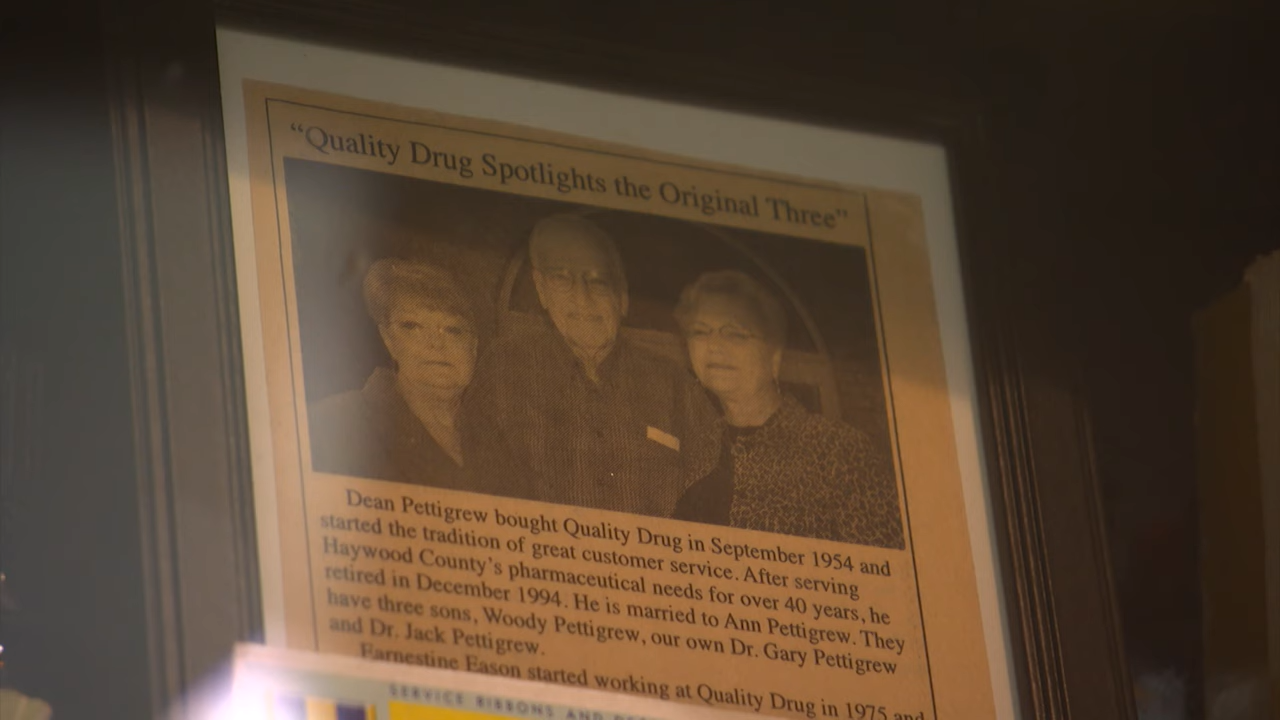 “Quality Drug Spotlights the Original Three”
Dean Pettigrew bought Quality Drug in September 1954 and
started the tradition of great customer service. After serving
Haywood County’s pharmaceutical needs for over 40 years, he
retired in December 1994. He is married to Ann Pettigrew. They
have three sons, Woody Pettigrew, our own Dr. Gary Pettigrew
and Dr. Jack Pettigrew.
Earnestine Eason started working at Quality Drug in 1975 and
SERVICE RIBBONS AND